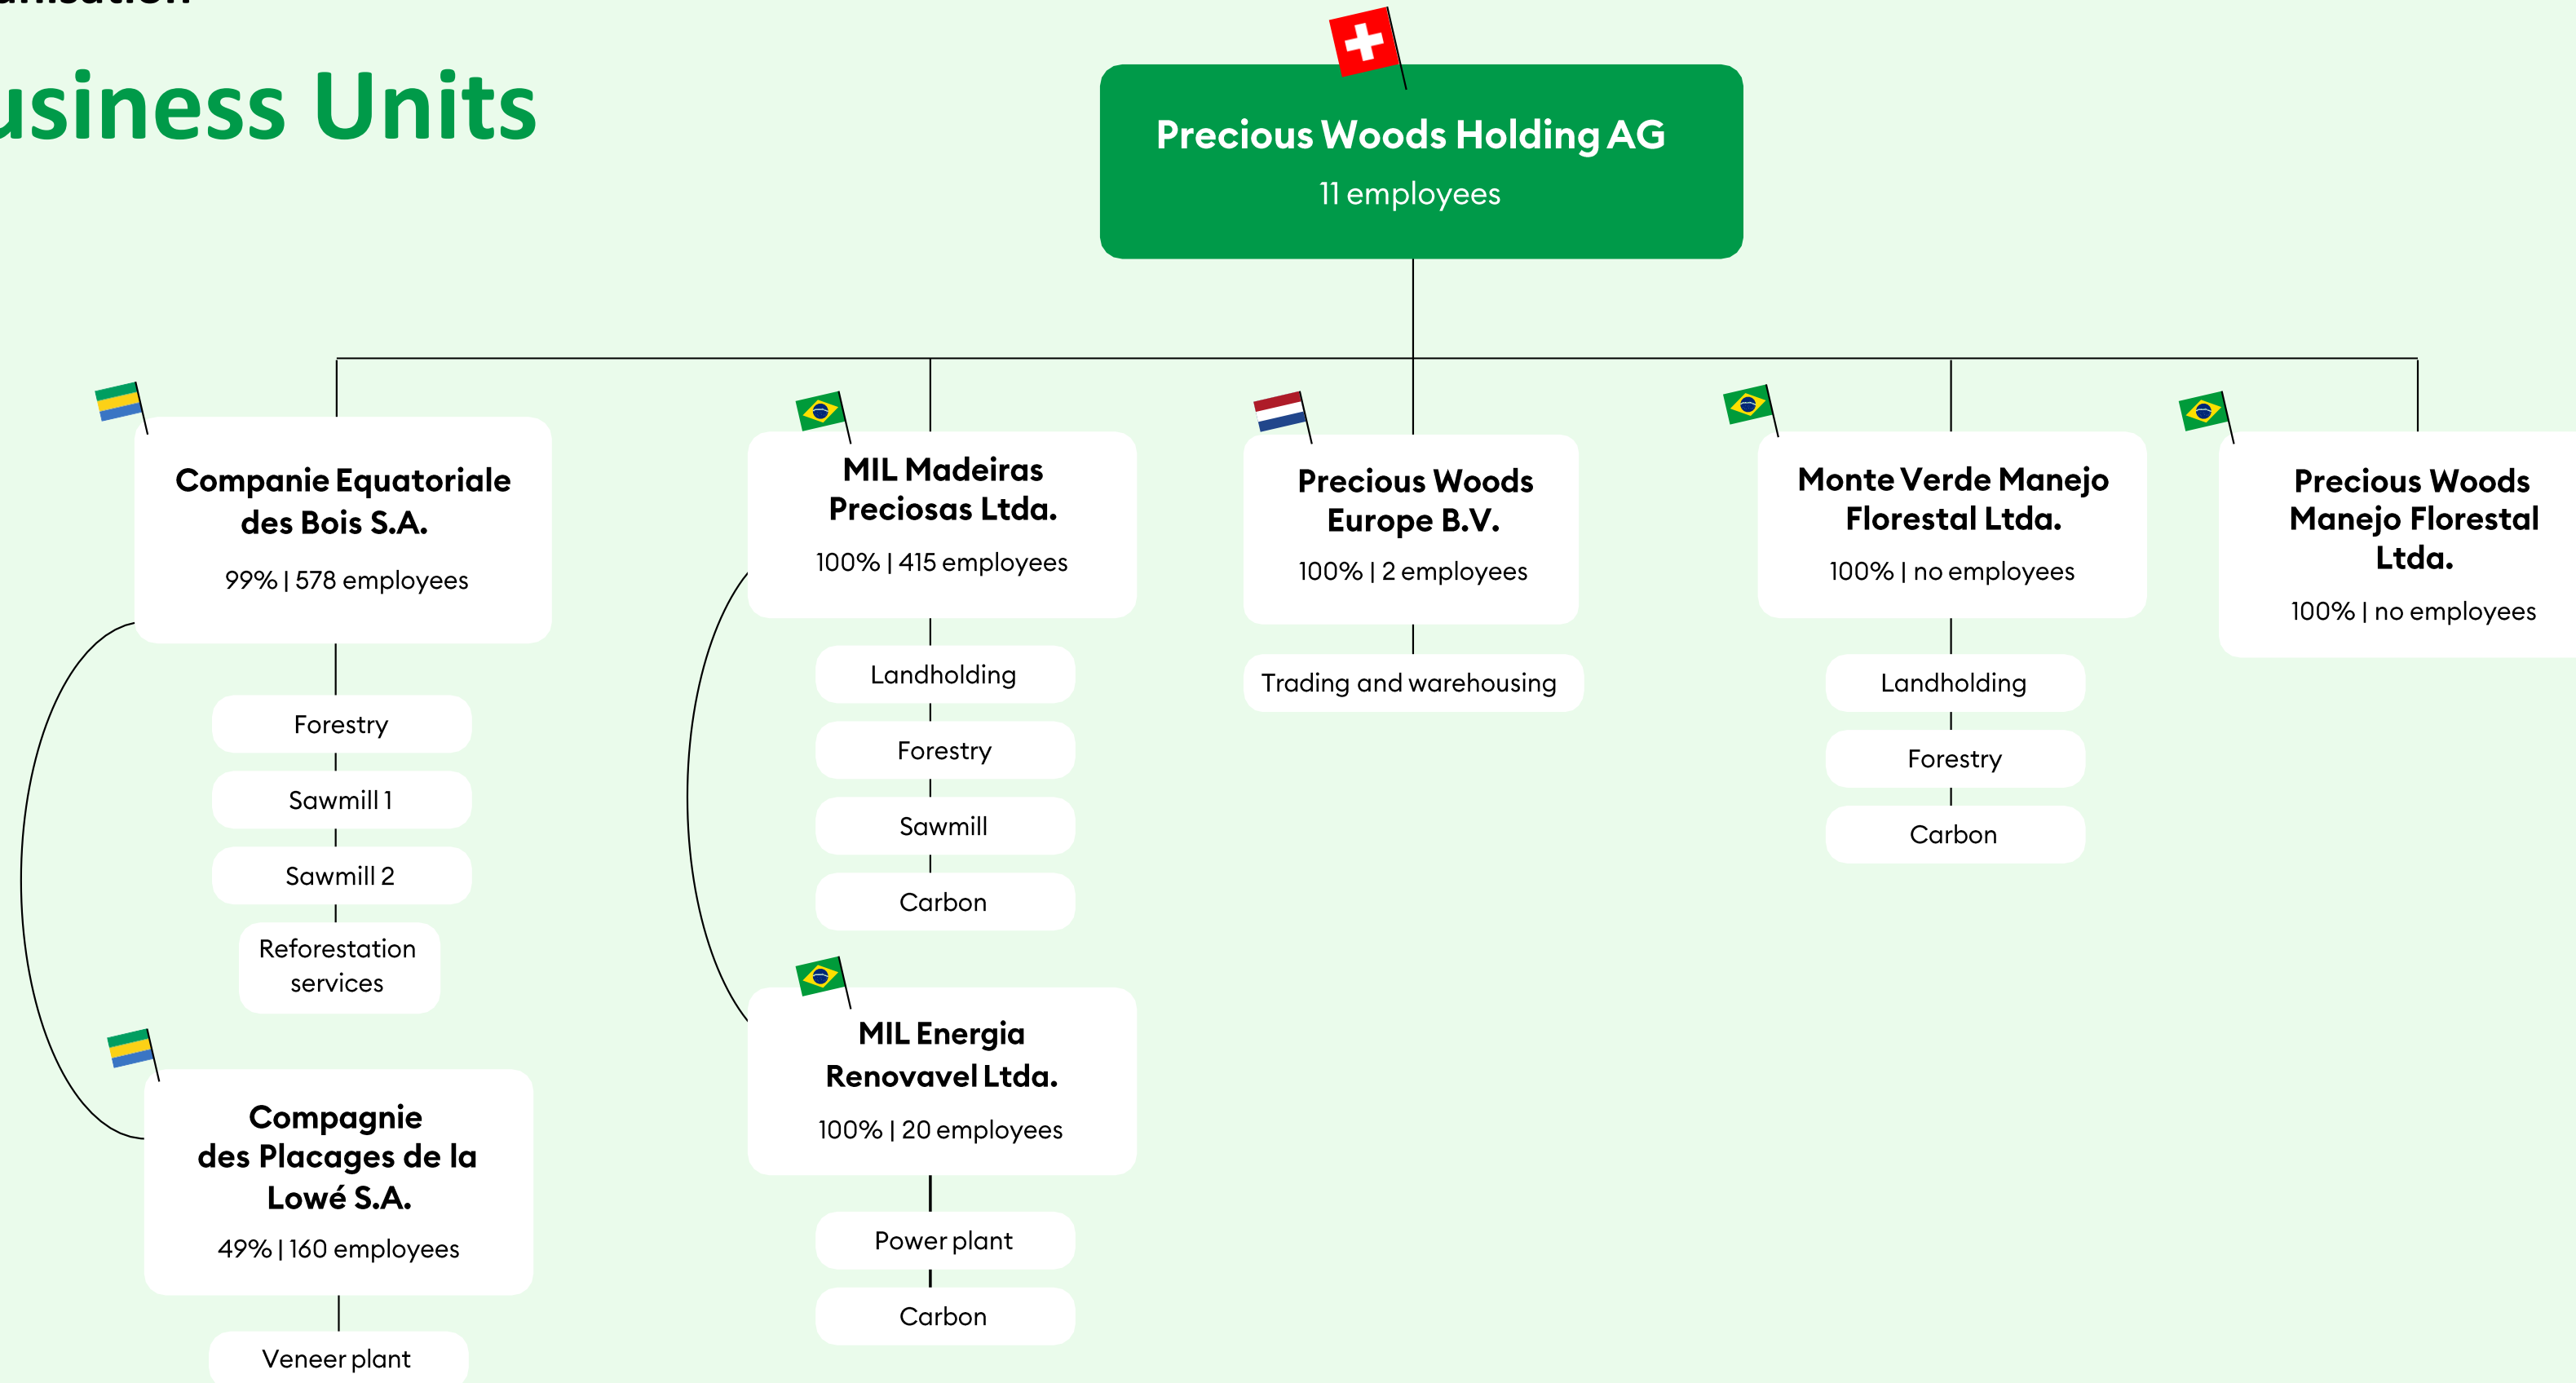 Business Units
Precious Woods Holding AG
11 employees
Companie Equatoriale
des Bois S.A.
99% | 578 employees
Forestry
Sawmill 1
Sawmill 2
Reforestation
services
Compagnie
des Placages de la
Lowé S.A.
49% | 160 employees
Veneer plant
MIL Madeiras
Preciosas Ltda.
100% | 415 employees
Landholding
Forestry
Sawmill
Carbon
MIL Energia
Renovavel Ltda.
100% | 20 employees
Power plant
Carbon
Precious Woods
Europe B.V.
100% | 2 employees
Trading and warehousing
Monte Verde Manejo
Florestal Ltda.
100% | no employees
Landholding
Forestry
Carbon
Precious Woods
Manejo Florestal
Ltda.
100% | no employees